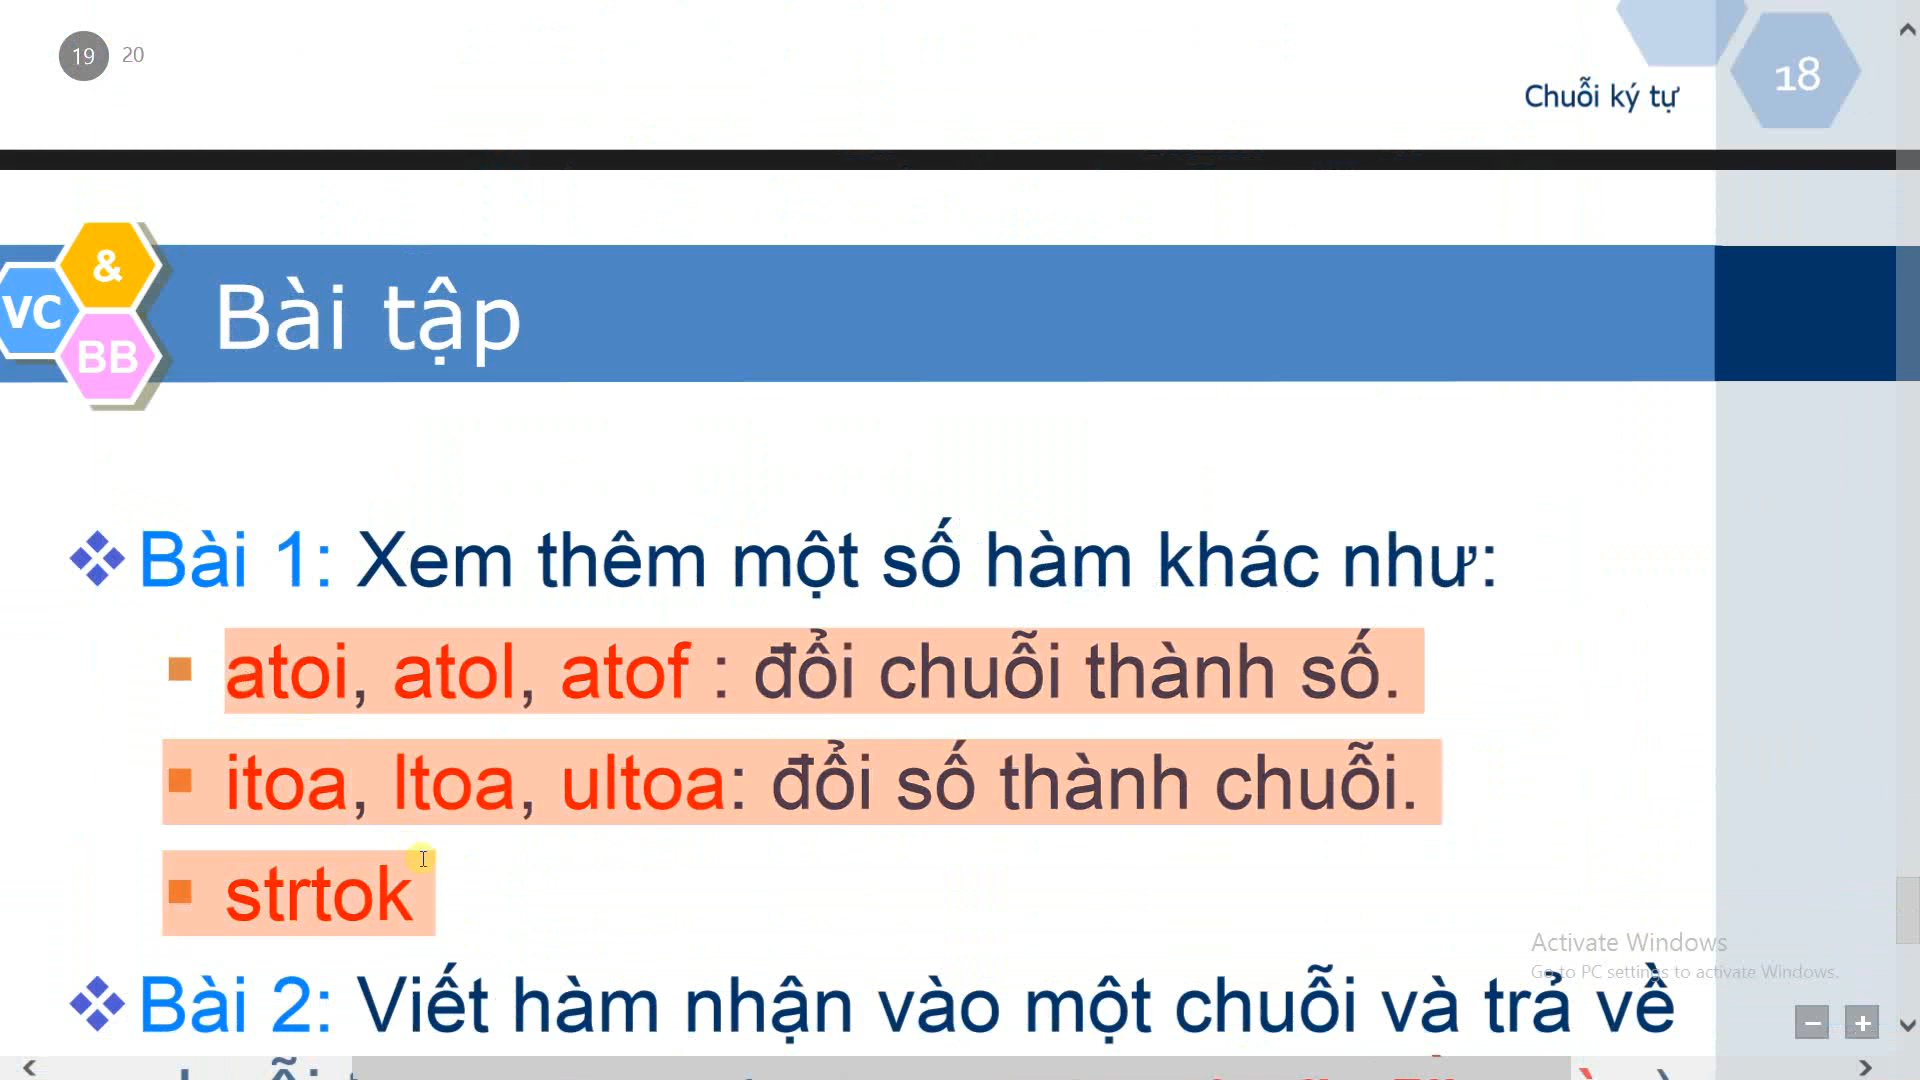 19 20
18
Chuỗi ký tự
&
VC
BB
Bài tập
Bài 1: Xem thêm một số hàm khác như:
atoi, atol, atof : đổi chuỗi thành số.
itoa, ltoa, ultoa: đổi số thành chuỗi.
strtok
Activate Windows
Go to PC settings to activate Windows.
Bài 2: Viết hàm nhận vào một chuỗi và trả về